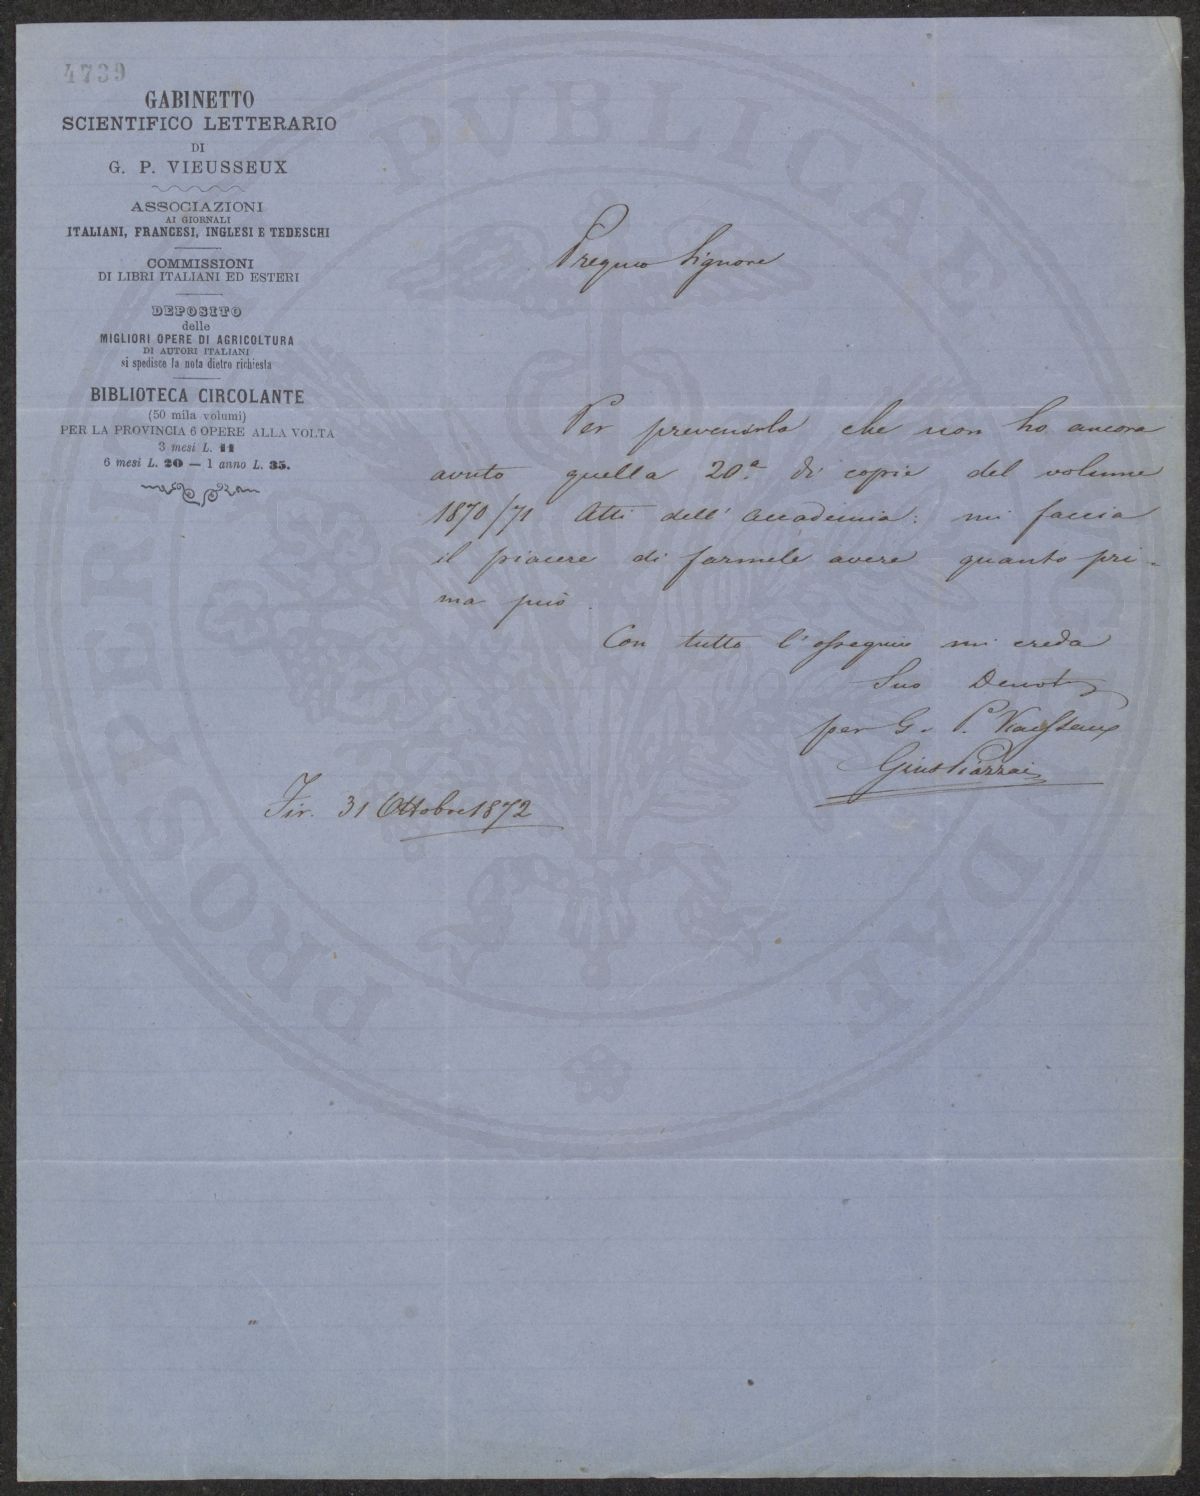 4739
GABINETTO
SCIENTIFICO LETTERARIO
DI
G. P. VIEUSSEUX
ASSOCIAZIONI
AI GIORNALI
ITALIANI, FRANCESI, INGLESI E TEDESCHI
COMMISSIONI
DI LIBRI ITALIANI ED ESTERI
DEPOSITO
delle
MIGLIORI OPERE DI AGRICOLTURA
DI AUTORI ITALIANI
si spedisce la nota dietro richiesta
BIBLIOTECA CIRCOLANTE
(50 mila volumi)
PER LA PROVINCIA 6 OPERE ALLA VOLTA
3 mesi L. 11
6 mesi L. 20 — 1 anno L. 35.
Pregmo Signore
Per prevenirla che non ho ancora
avuto quella 20.a di copie del volume
1870/71 Atti dell' Accademia: mi faccia
il piacere di farmele avere quanto pri-
ma può.
Con tutto l'ossequio mi creda
Suo Devot
per G. P. Vieusseux
Fir. 31 Ottobre 1872
PROSPERITATI PVBLICAE AVGENDAE